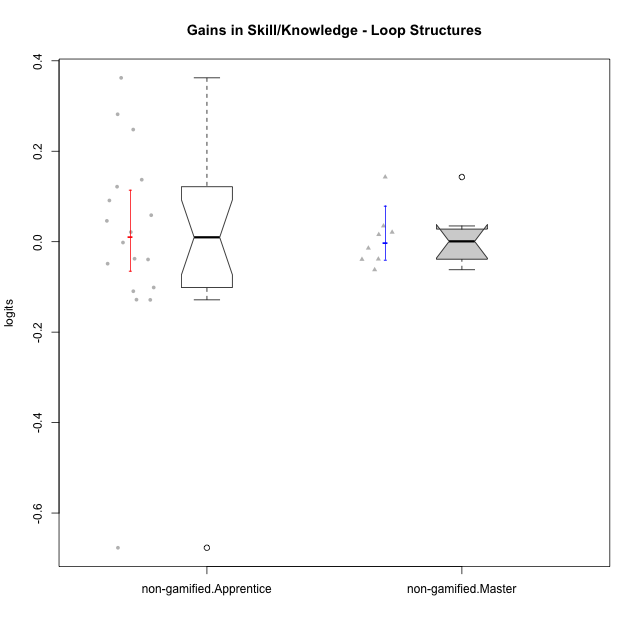 Gains in Skill/Knowledge - Loop Structures
0.4
0.2
0.0
-0.2
-0.4
-0.6
logits
non-gamified.Apprentice
non-gamified.Master